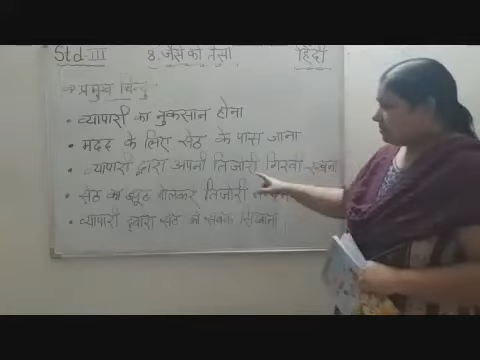 Std-III
8. जैसे को तैसा
हिंदी
प्रमुख बिन्दु
• व्यापारी का नुकसान होना
• मदद के लिए सेठ के पास जाना
• व्यापारी द्वारा अपनी तिजोरी गिरवी रखना
• सेठ का झूठ बोलकर तिजोरी
• व्यापारी द्वारा सेठ को सबक सिखाना